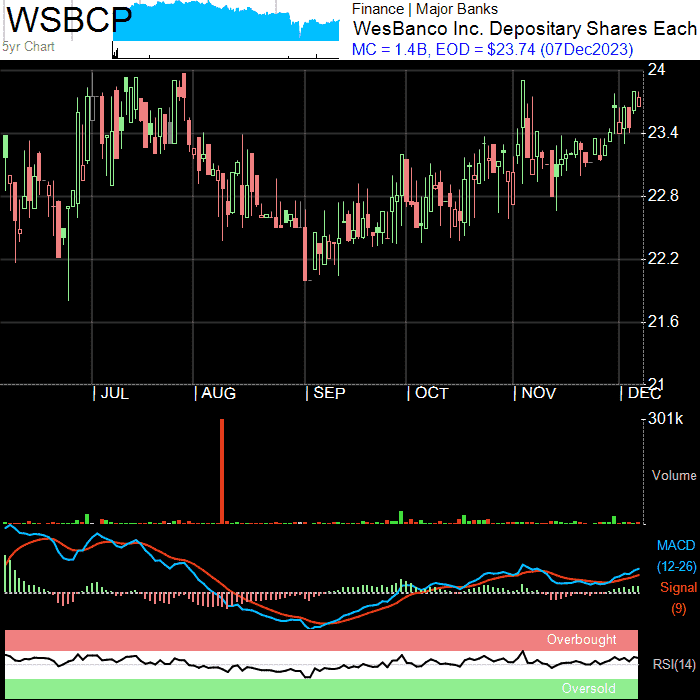 WSBCP
5yr Chart
Finance | Major Banks
WesBanco Inc. Depositary Shares Each
MC = 1.4B, EOD = $23.74 (07Dec2023)
24
23.4
22.8
22.2
21.6
21
| JUL | AUG | SEP | OCT | NOV | DEC
301k
Volume
MACD
(12-26)
Signal
(9)
Overbought
RSI(14)
Oversold